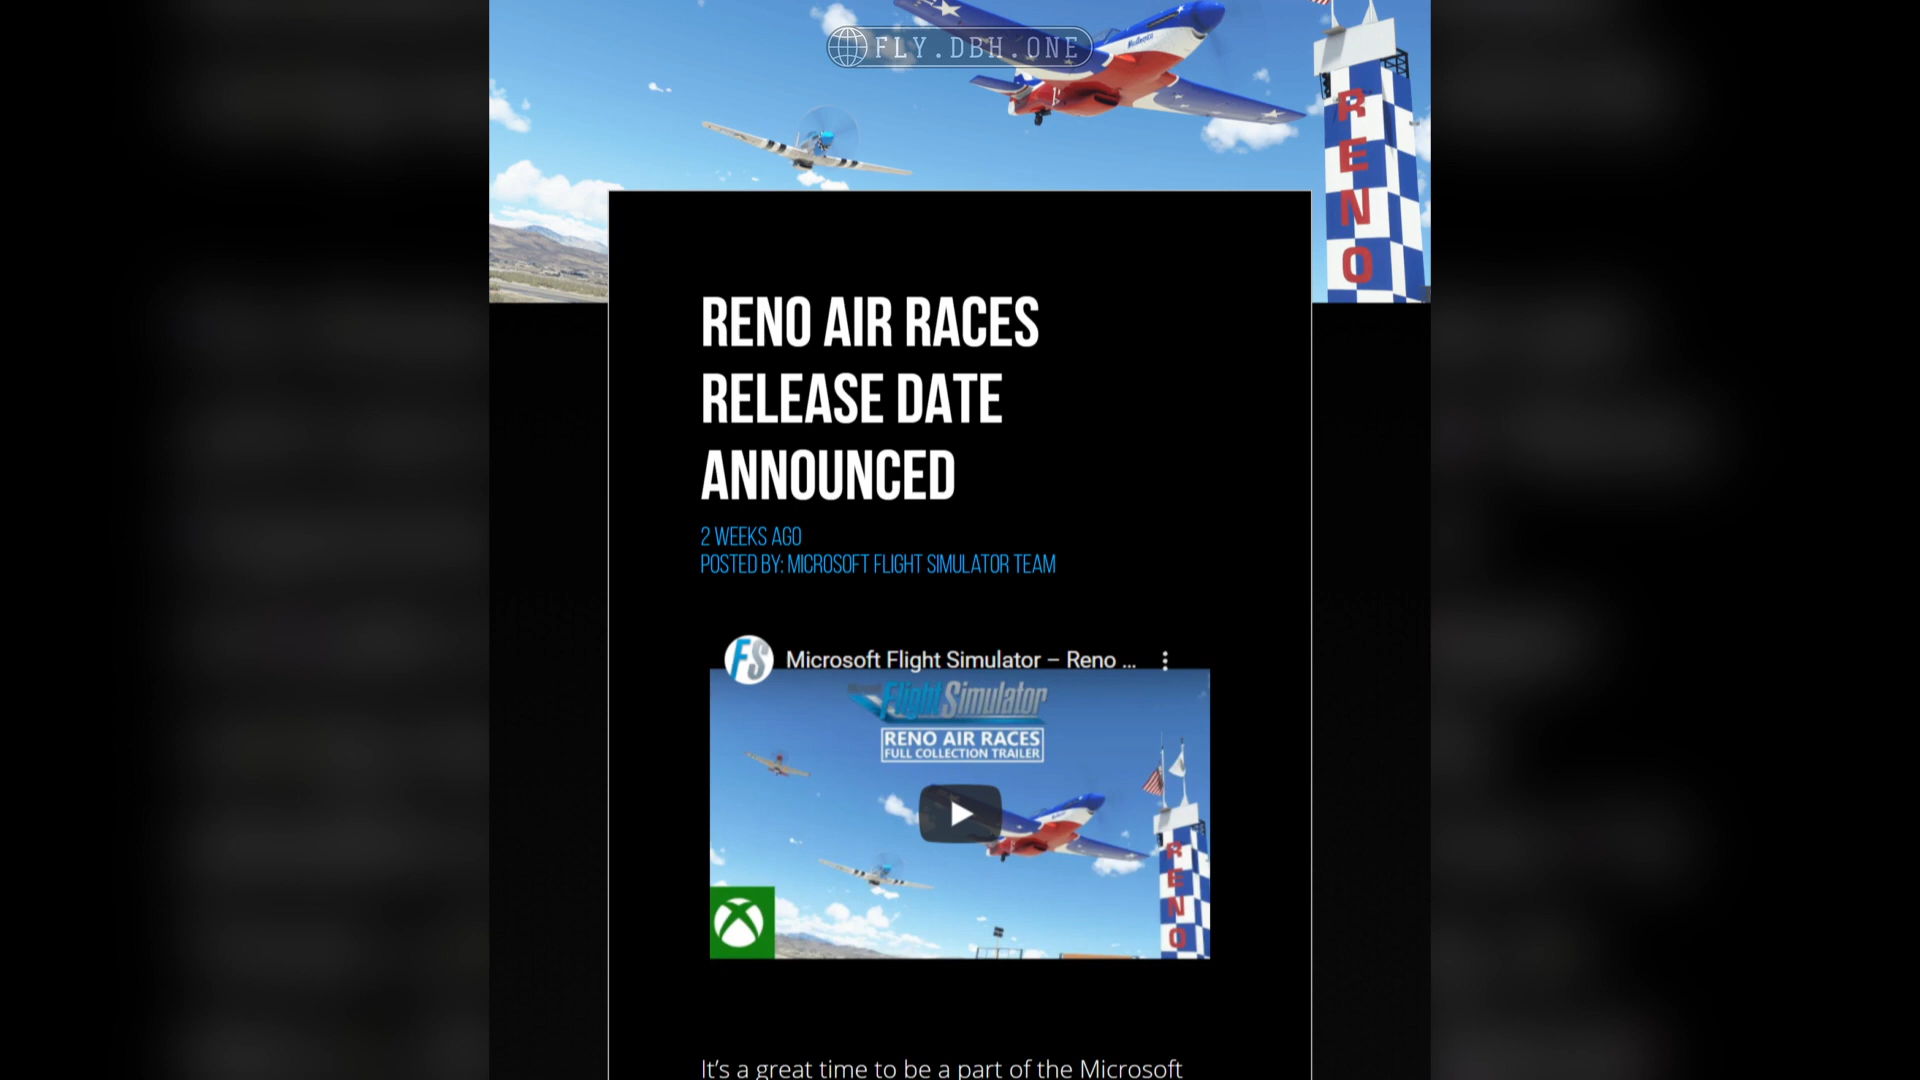 FLY.DBH.ONE
RENO
RENO AIR RACES
RELEASE DATE
ANNOUNCED
2 WEEKS AGO
POSTED BY: MICROSOFT FLIGHT SIMULATOR TEAM
FS
Microsoft Flight Simulator – Reno ...
FlightSimulator
RENO AIR RACES
FULL COLLECTION TRAILER
RENO
It's a great time to be a part of the Microsoft